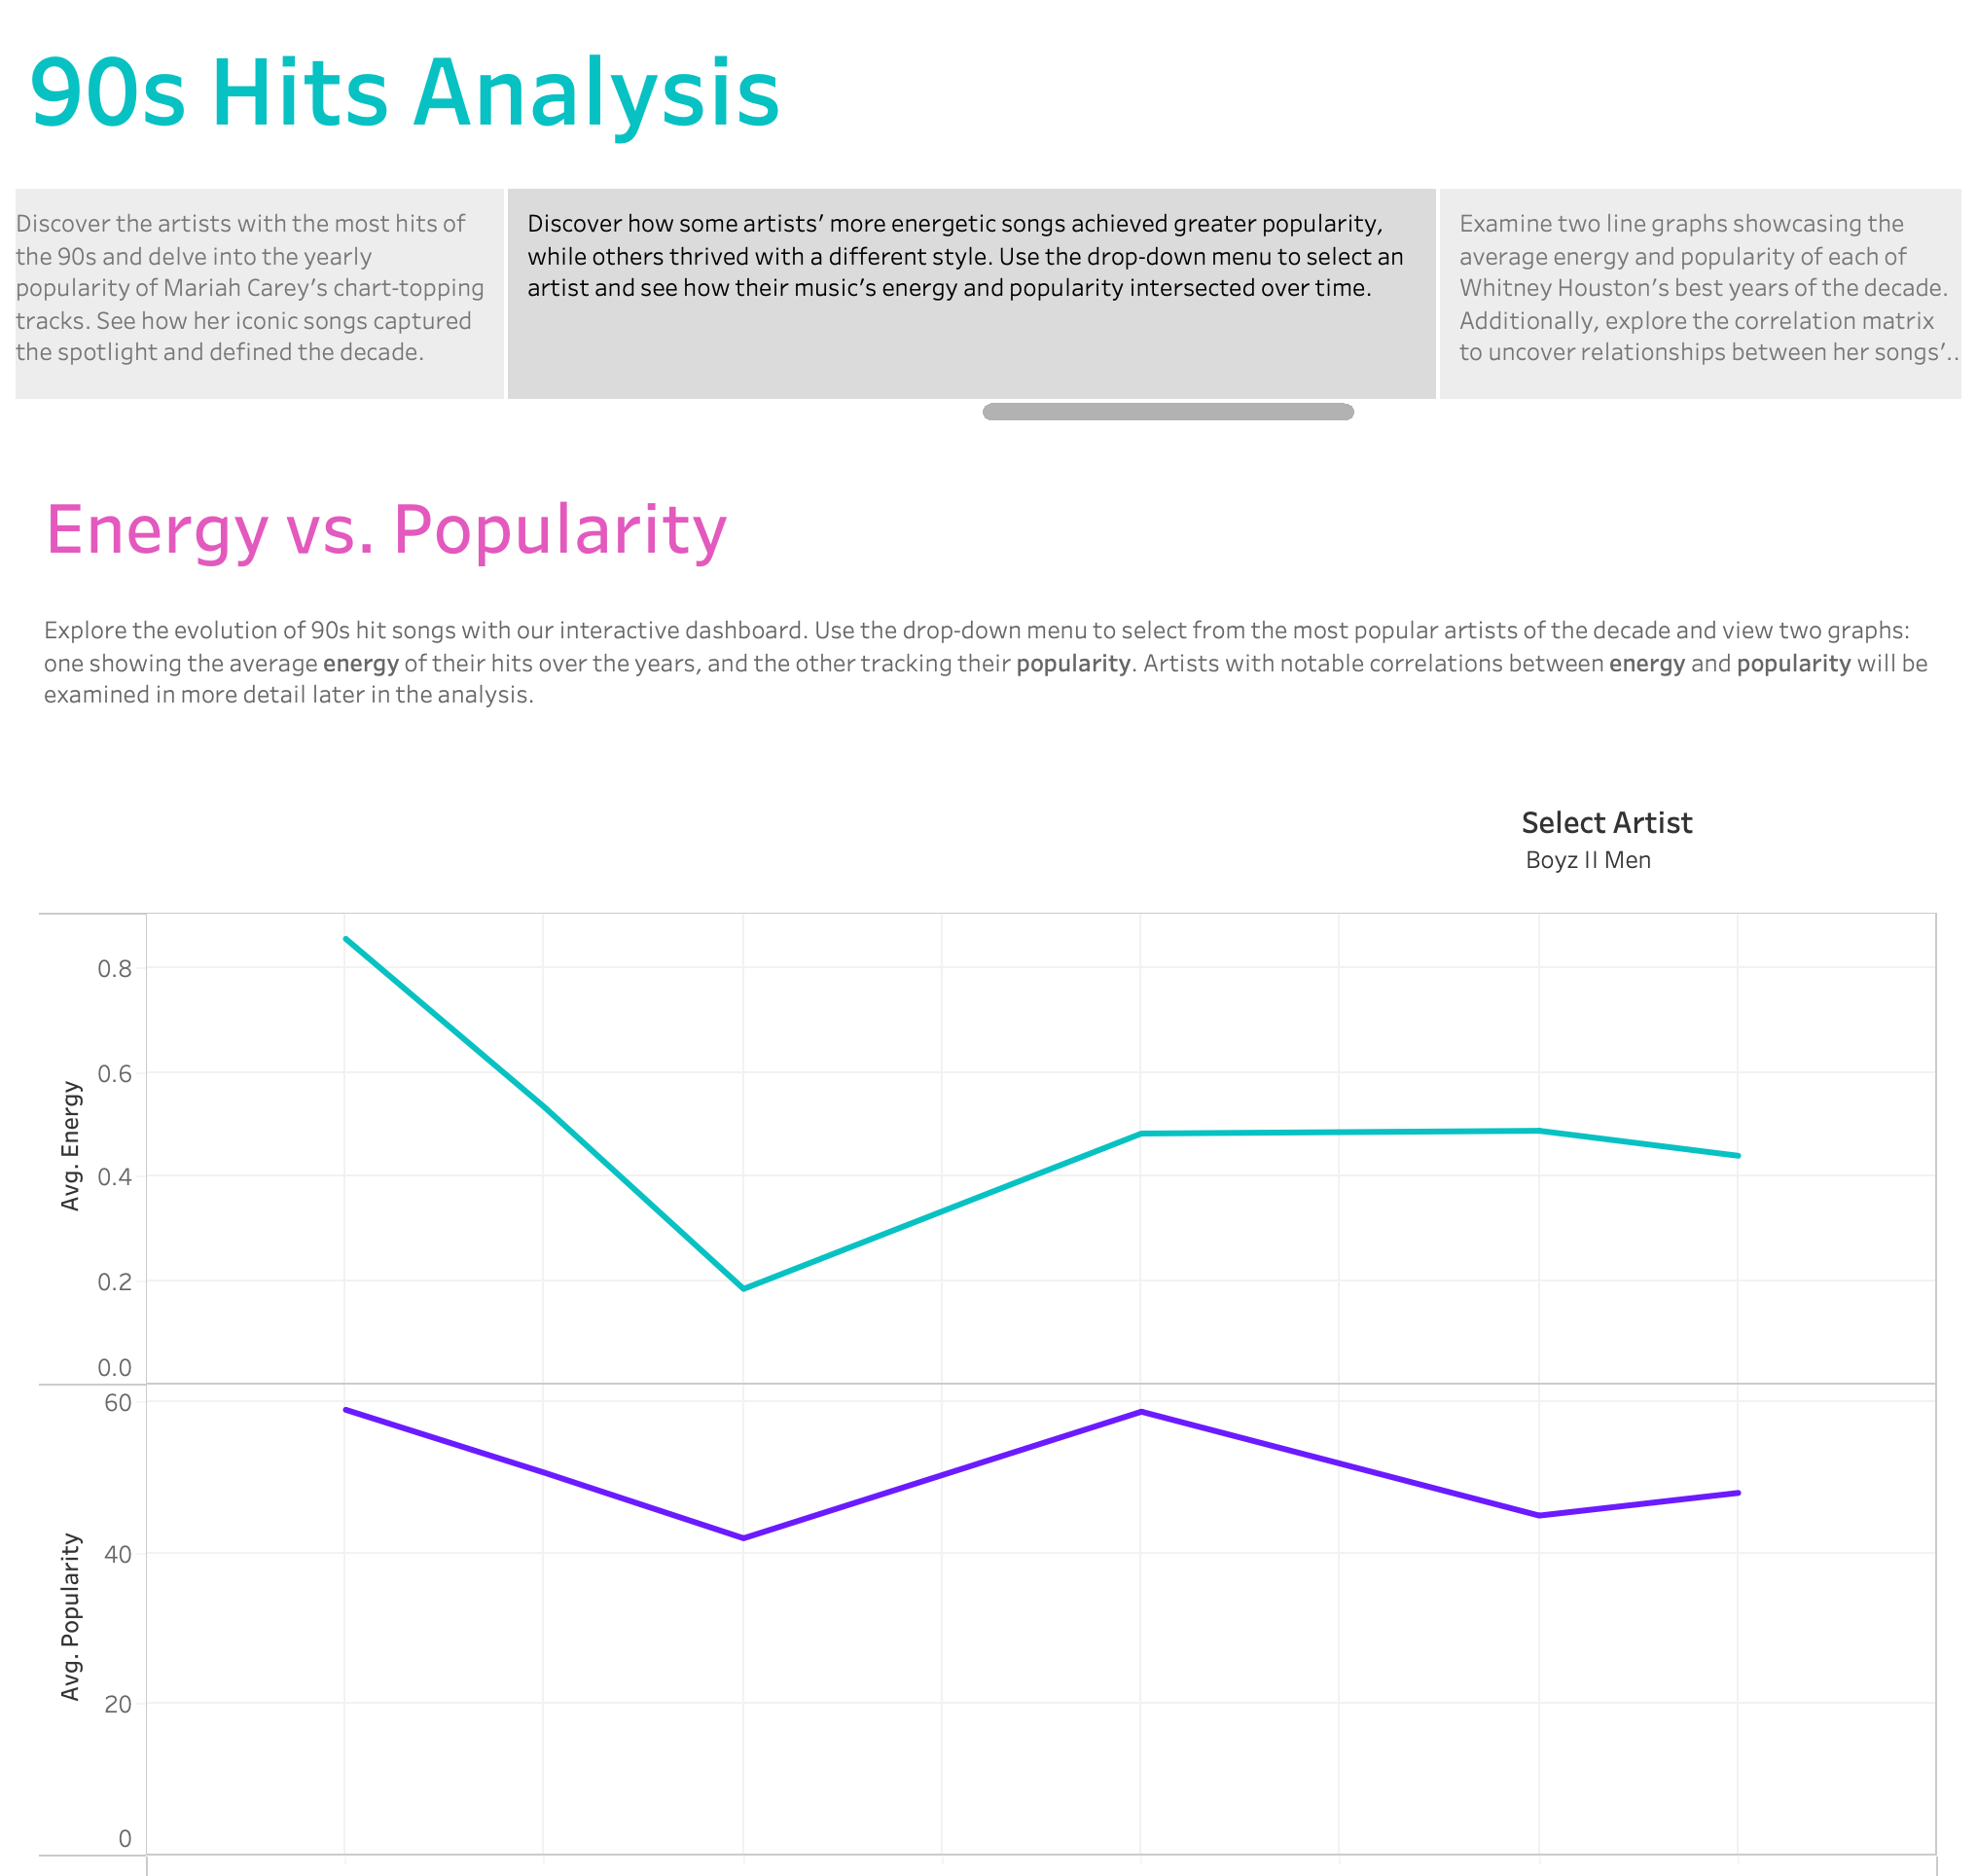 90s Hits Analysis
Discover the artists with the most hits of
the 90s and delve into the yearly
popularity of Mariah Carey’s chart-topping
tracks. See how her iconic songs captured
the spotlight and defined the decade.
Discover how some artists’ more energetic songs achieved greater popularity,
while others thrived with a different style. Use the drop-down menu to select an
artist and see how their music’s energy and popularity intersected over time.
Examine two line graphs showcasing the
average energy and popularity of each of
Whitney Houston’s best years of the decade.
Additionally, explore the correlation matrix
to uncover relationships between her songs’..
Energy vs. Popularity
Explore the evolution of 90s hit songs with our interactive dashboard. Use the drop-down menu to select from the most popular artists of the decade and view two graphs:
one showing the average energy of their hits over the years, and the other tracking their popularity. Artists with notable correlations between energy and popularity will be
examined in more detail later in the analysis.
Select Artist
Boyz II Men
Avg. Energy
0.8
0.6
0.4
0.2
0.0
Avg. Popularity
60
40
20
0